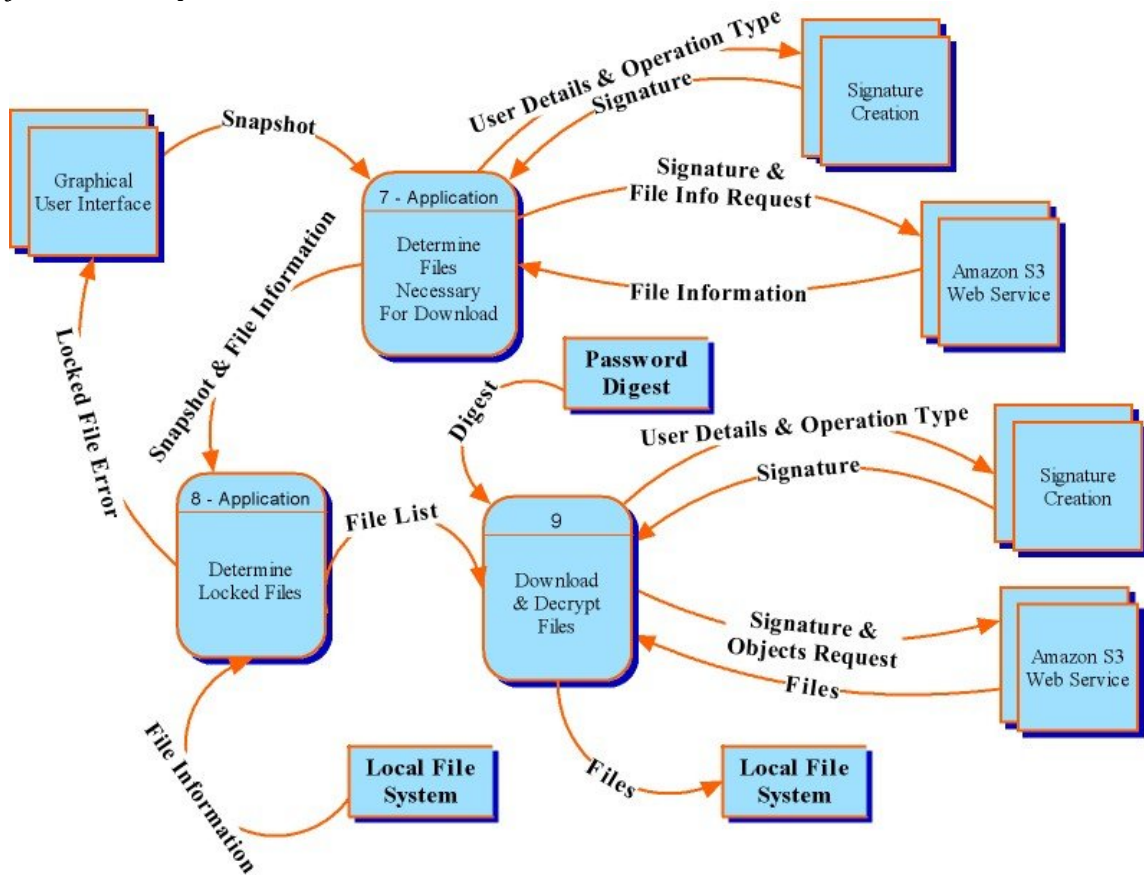 User Details & Operation Type
Signature
Signature
Creation
Snapshot
Graphical
User Interface
7 - Application
Determine
Files
Necessary
For Download
Signature &
File Info Request
File Information
Amazon S3
Web Service
Snapshot & File Information
Locked File Error
Password
Digest
Digest
User Details & Operation Type
Signature
Signature
Creation
8 - Application
Determine
Locked Files
File List
9
Download
& Decrypt
Files
Signature &
Objects Request
Files
Amazon S3
Web Service
File Information
Local File
System
Files
Local File
System